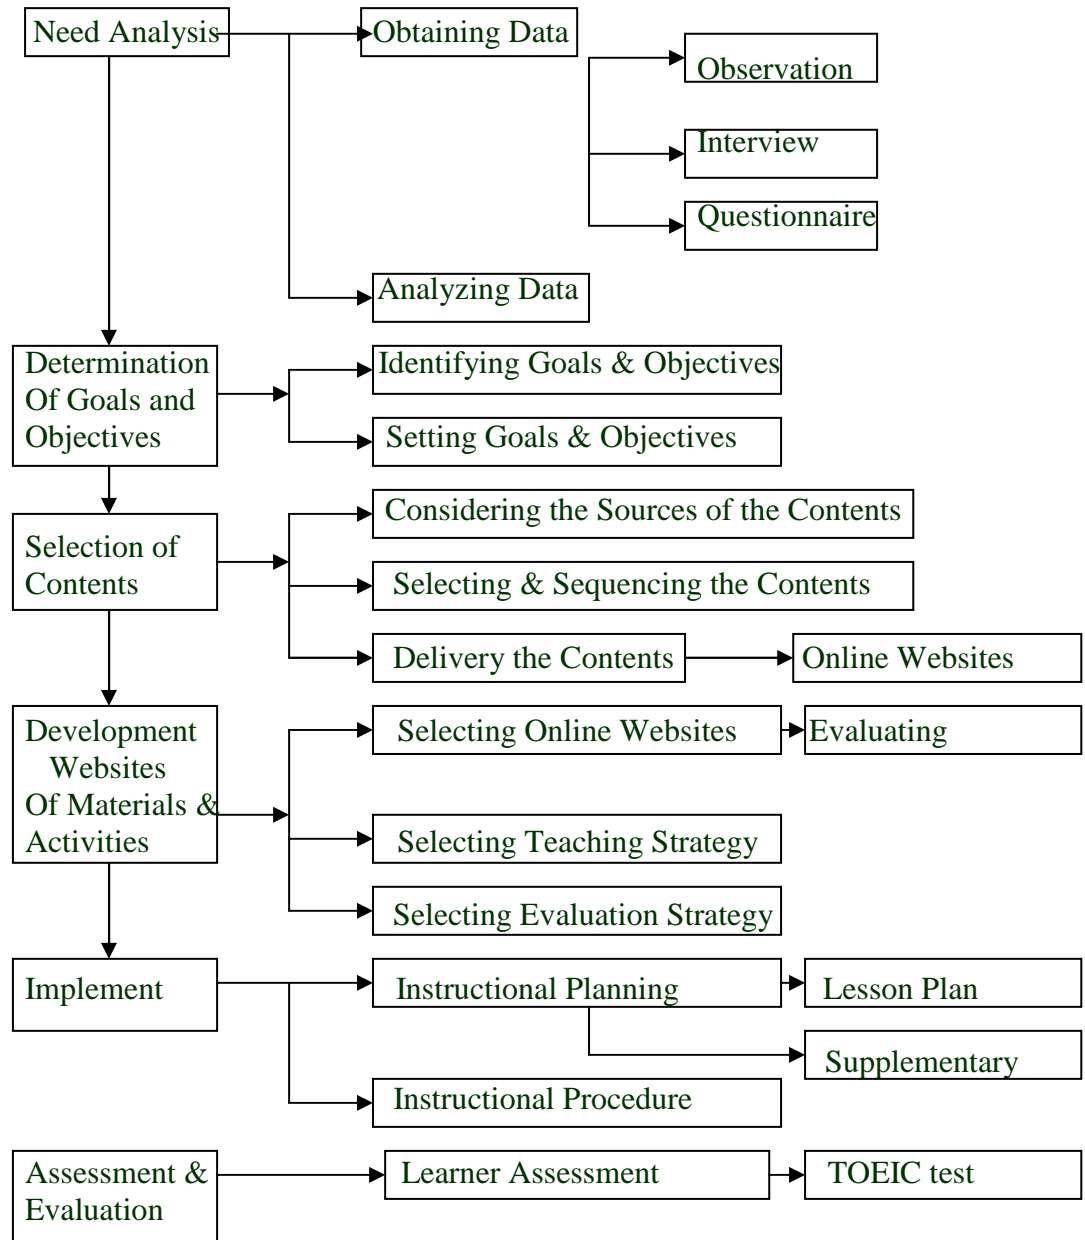 Need Analysis
Obtaining Data
Observation
Interview
Questionnaire
Analyzing Data
Determination
Of Goals and
Objectives
Identifying Goals & Objectives
Setting Goals & Objectives
Selection of
Contents
Considering the Sources of the Contents
Selecting & Sequencing the Contents
Delivery the Contents
Online Websites
Development
Websites
Of Materials &
Activities
Selecting Online Websites
Evaluating
Selecting Teaching Strategy
Selecting Evaluation Strategy
Implement
Instructional Planning
Lesson Plan
Supplementary
Instructional Procedure
Assessment &
Evaluation
Learner Assessment
TOEIC test